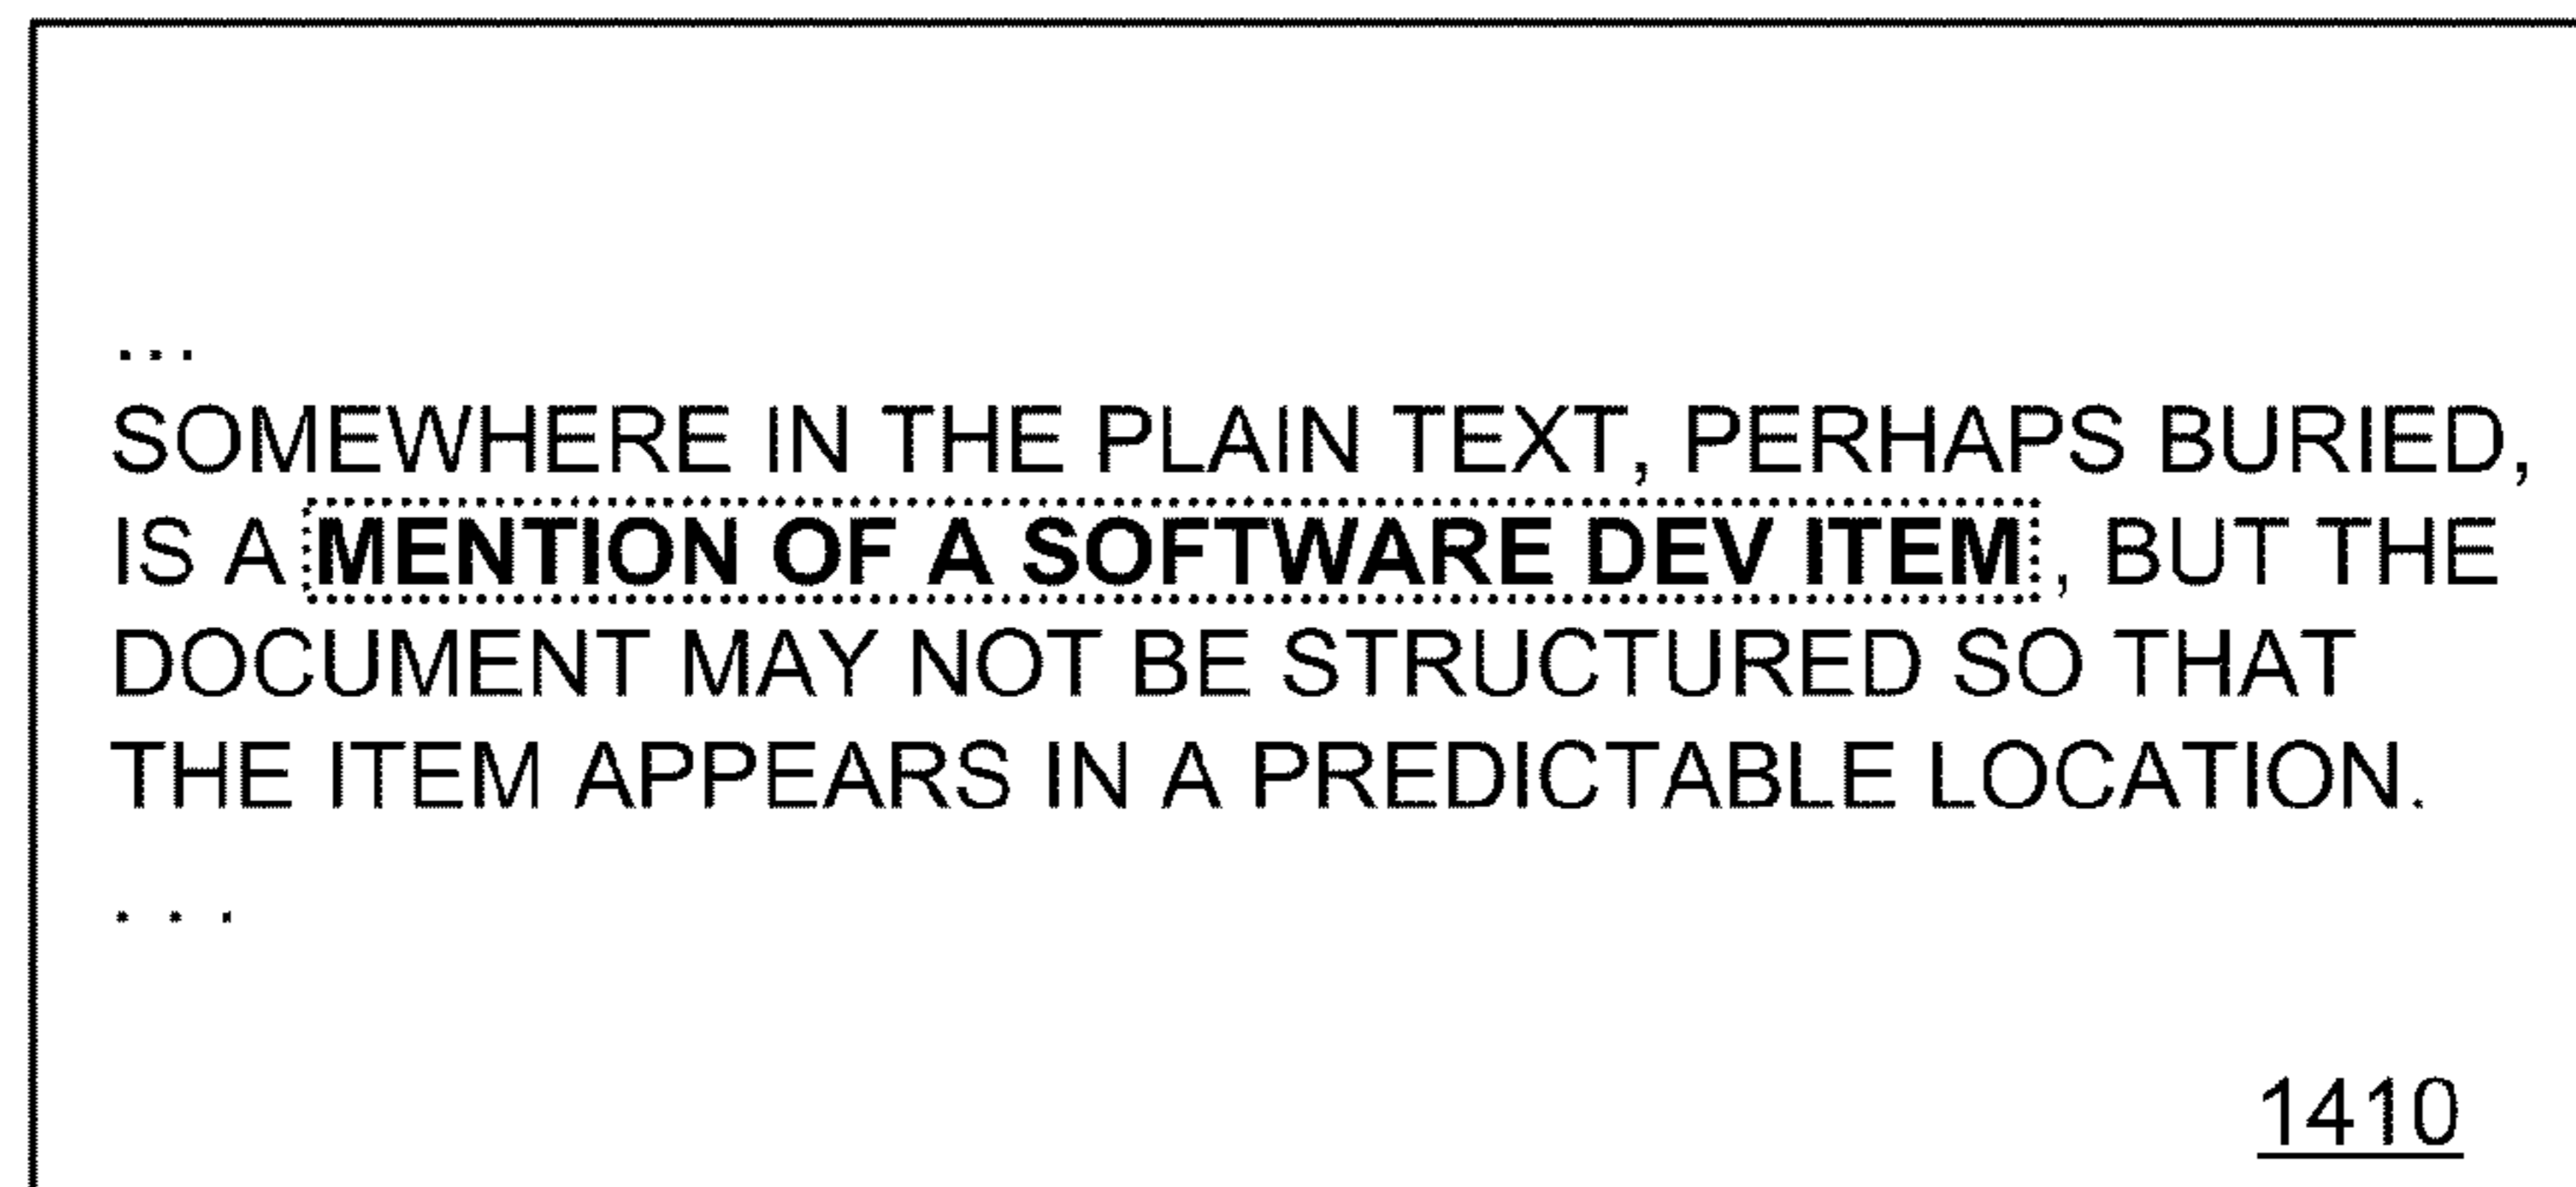 ...
SOMEWHERE IN THE PLAIN TEXT, PERHAPS BURIED,
IS A MENTION OF A SOFTWARE DEV ITEM, BUT THE
DOCUMENT MAY NOT BE STRUCTURED SO THAT
THE ITEM APPEARS IN A PREDICTABLE LOCATION.
. . .
1410